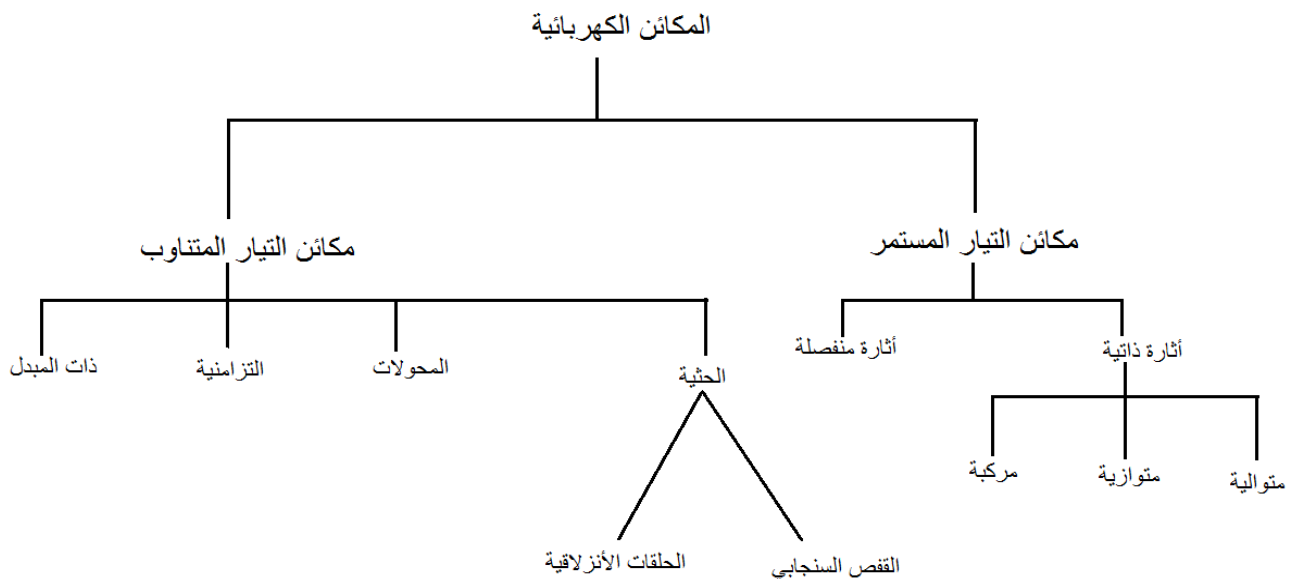 المكائن الكهربائية
مكائن التيار المستمر
مكائن التيار المتناوب
أثارة ذاتية
أثارة منفصلة
الحثية
المحولات
التزامنية
ذات المبدل
متوالية
متوازية
مركبة
القفص السنجابي
الحلقات الأنزلاقية